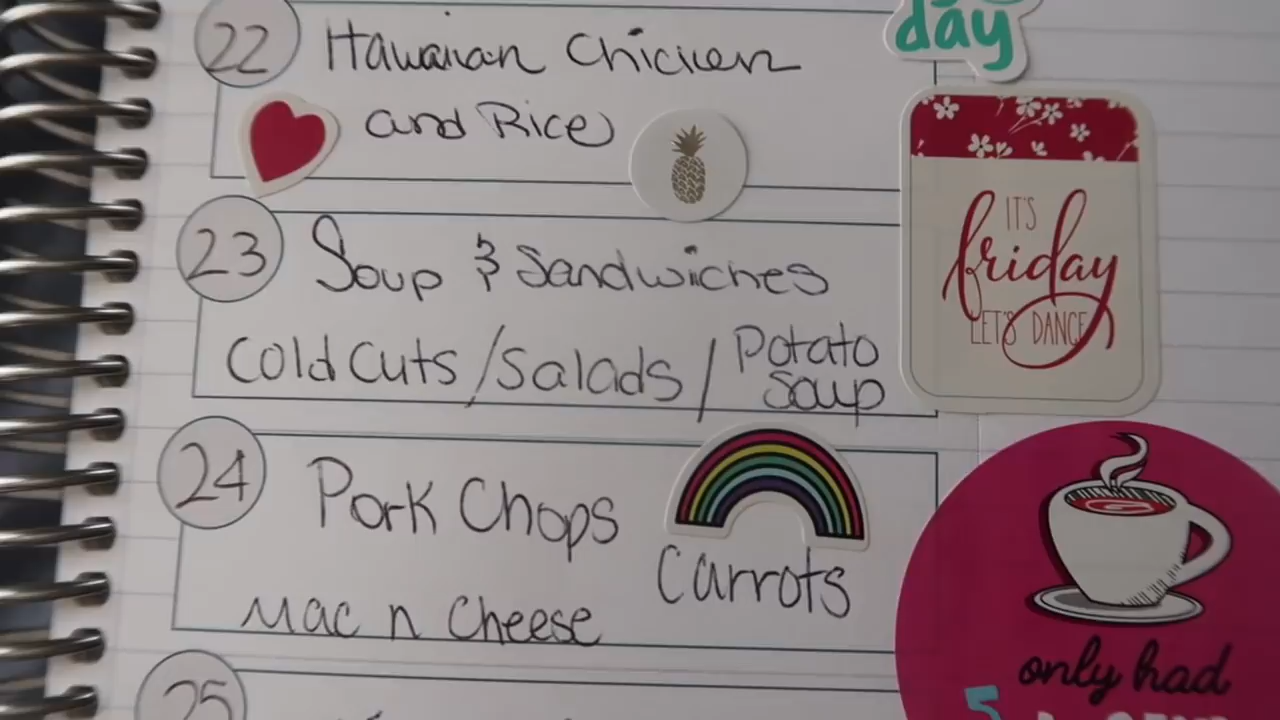 22 Hawaiian Chicken
and Rice
day
23 Soup & Sandwiches
Cold Cuts / Salads / Potato
Soup
IT'S
friday
LET'S DANCE
24 Pork Chops
Carrots
Mac n Cheese
25
only had
5